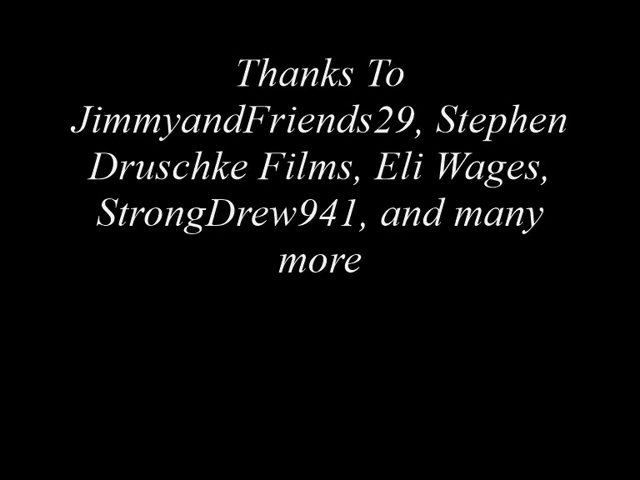 Thanks To
JimmyandFriends29, Stephen
Druschke Films, Eli Wages,
StrongDrew941, and many
more